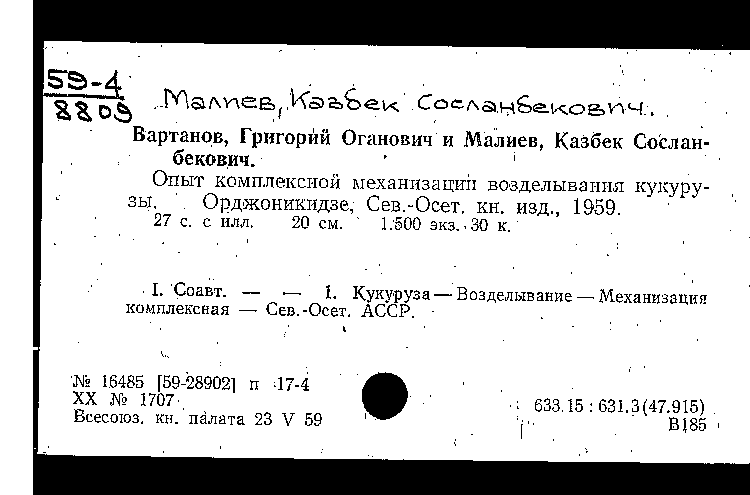 59-4
8809
Малиев, Казбек Сосланбекович.
Вартанов, Григорий Оганович и Малиев, Казбек Сослан-
бекович.
Опыт комплексной механизации возделывания кукуру-
зы. Орджоникидзе, Сев.-Осет. кн. изд., 1959.
27 с. с илл. 20 см. 1.500 экз. 30 к.
I. Соавт. — — 1. Кукуруза — Возделывание — Механизация
комплексная — Сев.-Осет. АССР.
№ 16485 [59-28902] п 17-4
XX № 1707
Всесоюз. кн. палата 23 V 59
633.15 : 631.3(47.915)
В185